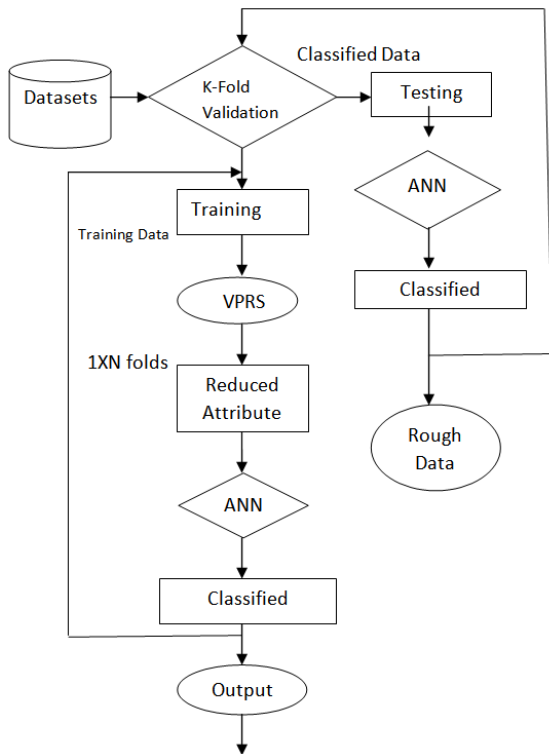 Classified Data
Datasets
K-Fold
Validation
Testing
ANN
Training
Training Data
Classified
VPRS
1XN folds
Reduced
Attribute
Rough
Data
ANN
Classified
Output